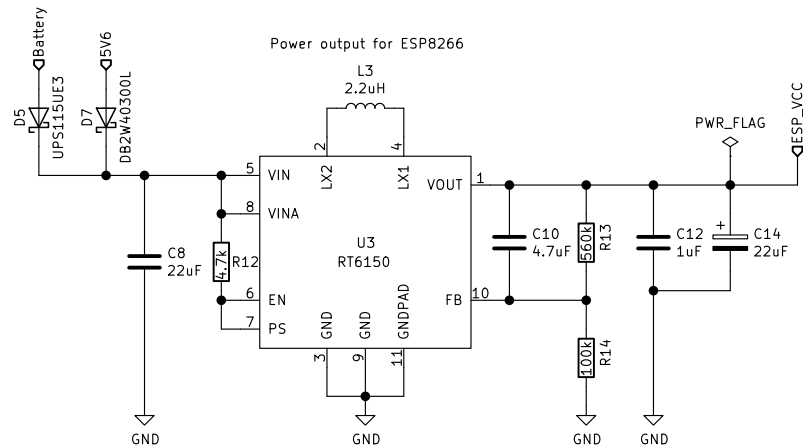 Battery
5V6
Power output for ESP8266
L3
2.2uH
D5
UPS115UE3
D7
DB2W40300L
PWR_FLAG
ESP_VCC
2
4
LX2
LX1
5
VIN
VOUT
1
8
VINA
U3
RT6150
C8
22uF
4.7k
R12
C10
4.7uF
560k
R13
C12
1uF
+
C14
22uF
6
EN
FB
10
7
PS
GND
GND
GNDPAD
3
9
11
100k
R14
GND
GND
GND
GND